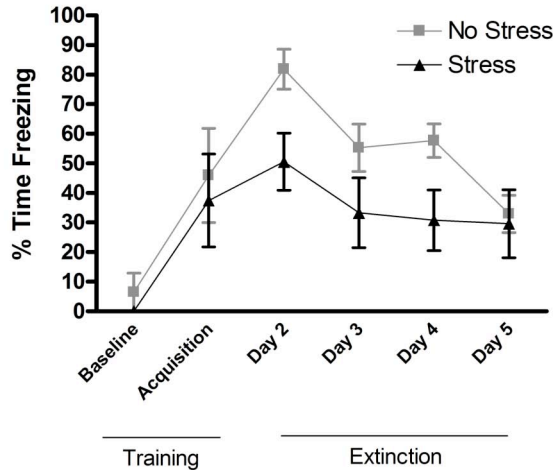 % Time Freezing
100
90
80
70
60
50
40
30
20
10
0
No Stress
Stress
Baseline
Acquisition
Day 2
Day 3
Day 4
Day 5
Training
Extinction